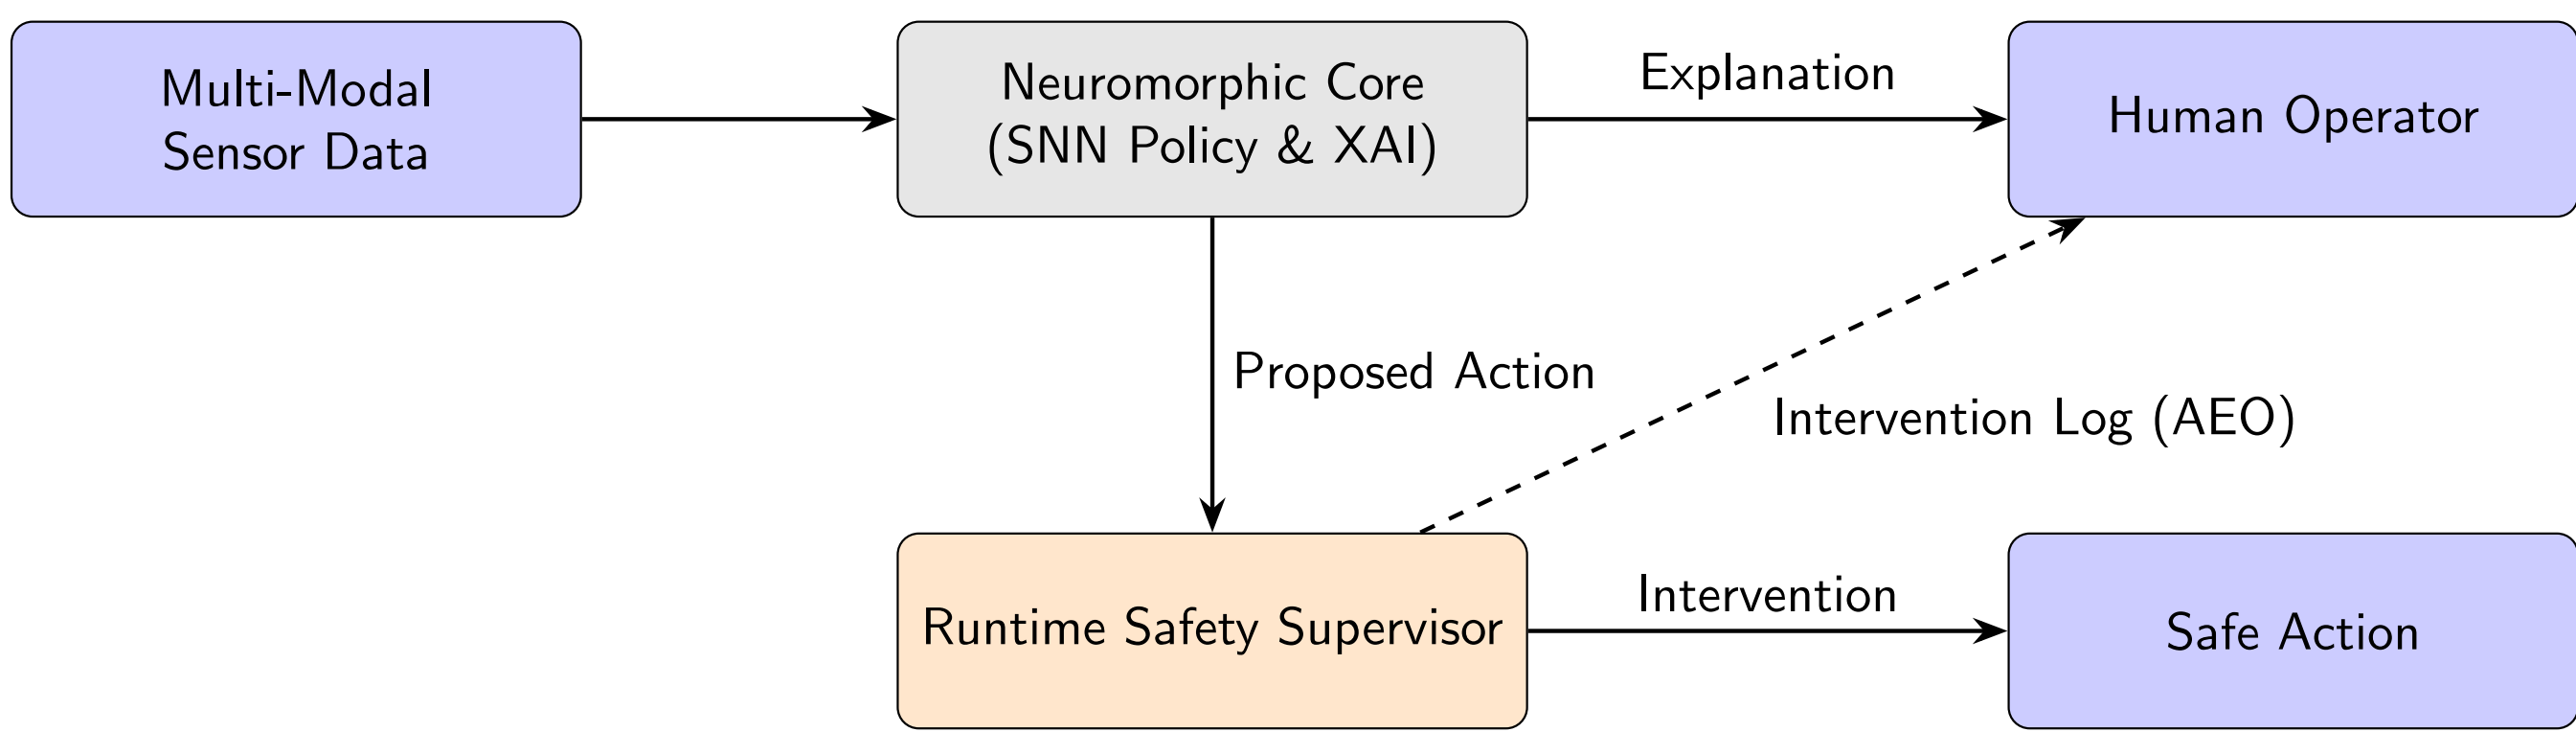 Multi-Modal
Sensor Data
Neuromorphic Core
(SNN Policy & XAI)
Explanation
Human Operator
Proposed Action
Intervention Log (AEO)
Runtime Safety Supervisor
Intervention
Safe Action